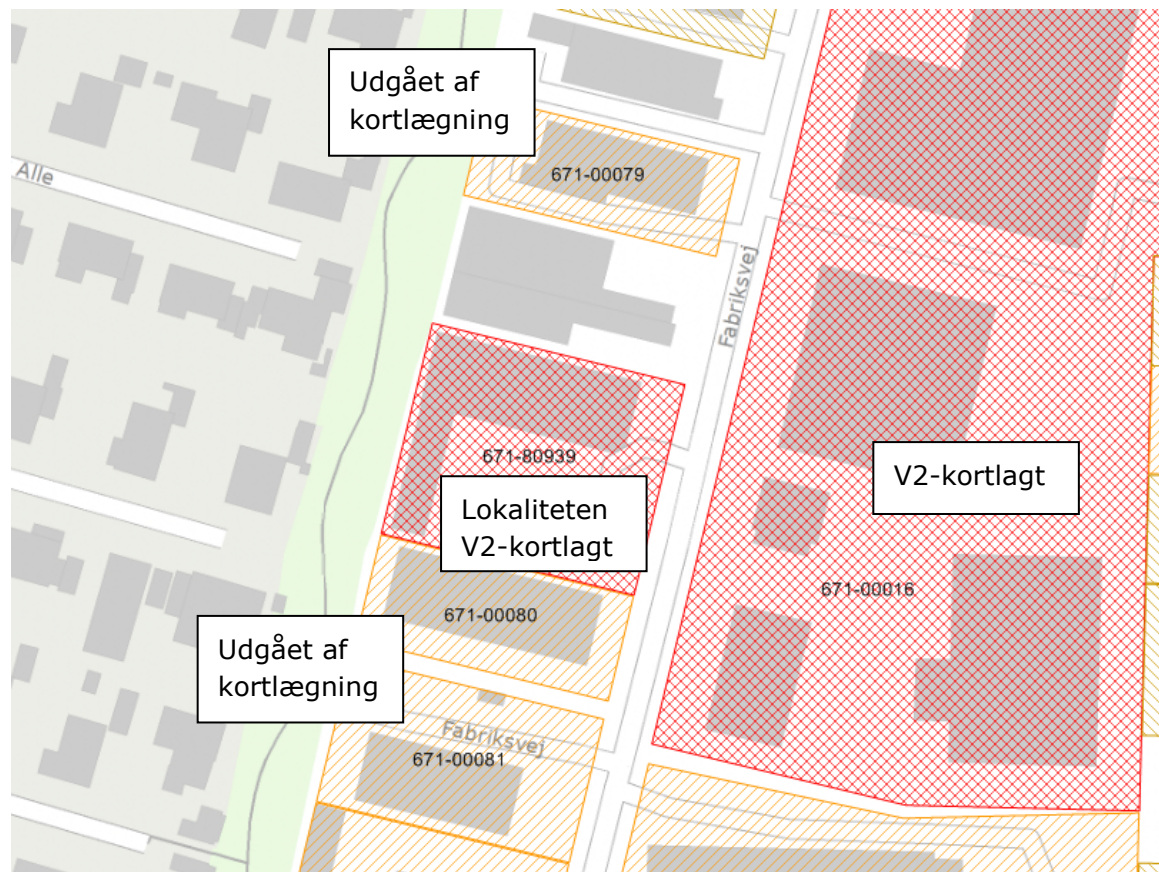 Udgået af
kortlægning
671-00079
Alle
Fabriksvej
671-80939
Lokaliteten
V2-kortlagt
V2-kortlagt
671-00016
671-00080
Udgået af
kortlægning
Fabriksvej
671-00081